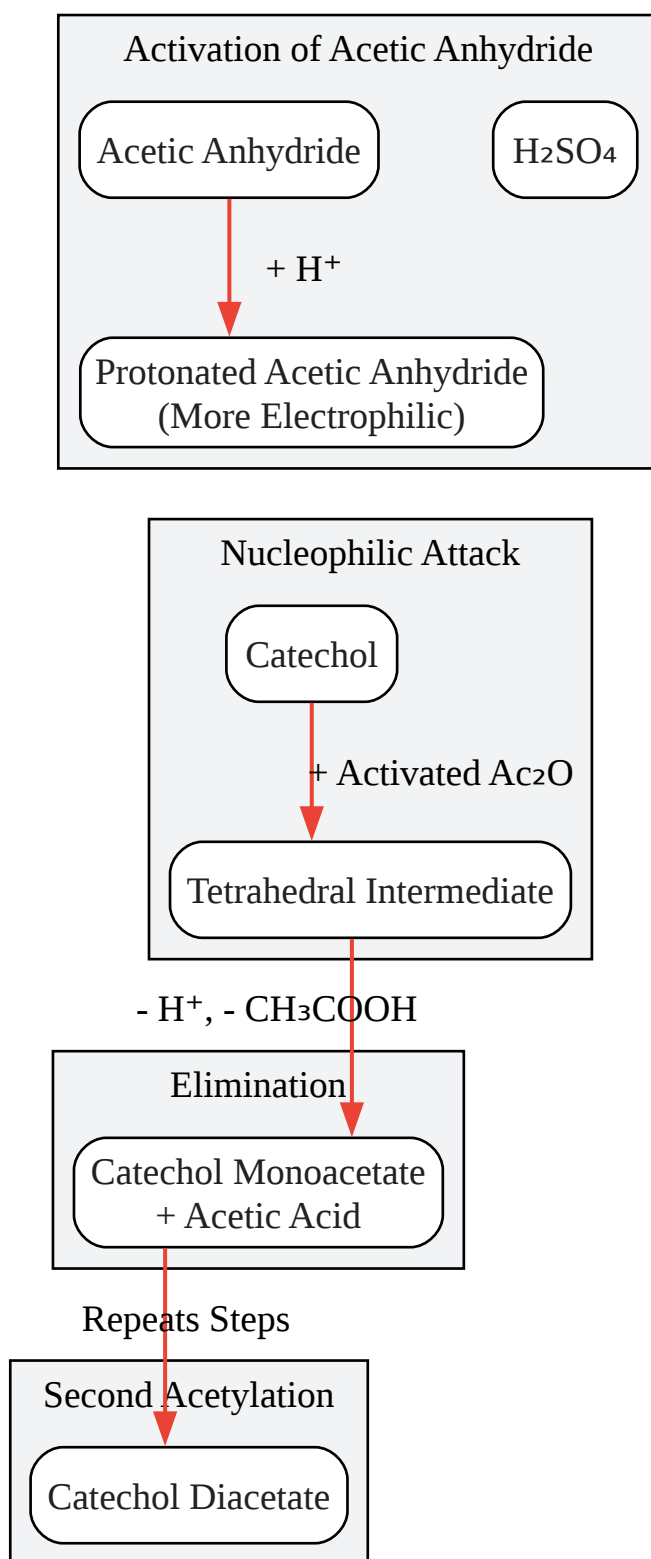 Activation of Acetic Anhydride
Acetic Anhydride
H₂SO₄
+ H⁺
Protonated Acetic Anhydride
(More Electrophilic)
Nucleophilic Attack
Catechol
+ Activated Ac₂O
Tetrahedral Intermediate
- H⁺, - CH₃COOH
Elimination
Catechol Monoacetate
+ Acetic Acid
Repeats Steps
Second Acetylation
Catechol Diacetate